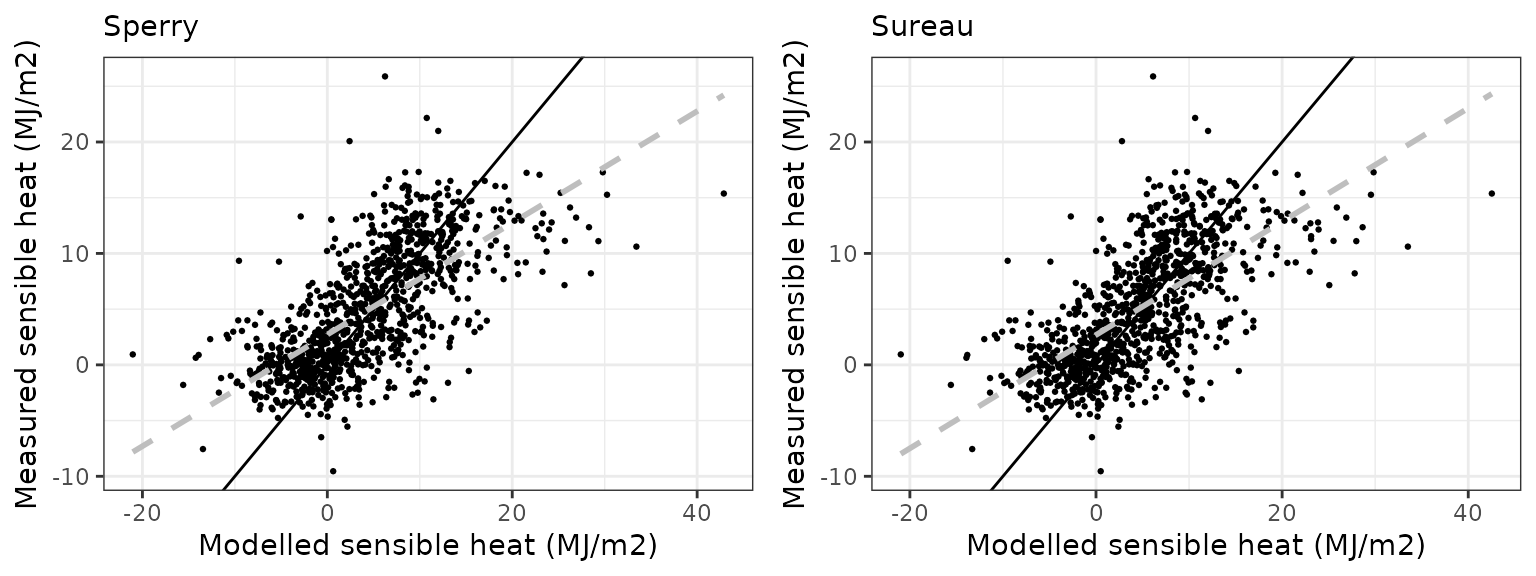 Sperry
Measured sensible heat (MJ/m2)
20
10
0
-10
-20 0 20 40
Modelled sensible heat (MJ/m2)
Sureau
Measured sensible heat (MJ/m2)
20
10
0
-10
-20 0 20 40
Modelled sensible heat (MJ/m2)